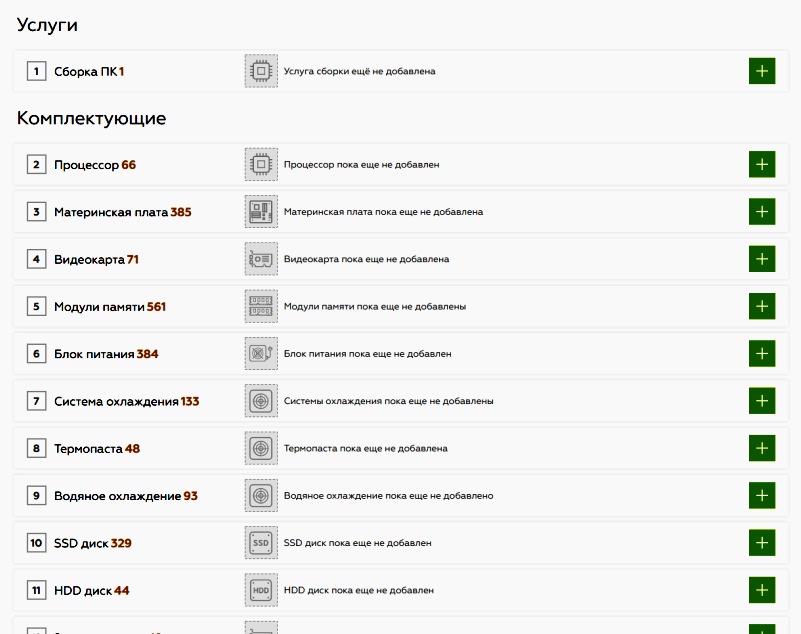 Услуги
1 Сборка ПК 1 Услуга сборки ещё не добавлена +
Комплектующие
2 Процессор 66 Процессор пока еще не добавлен +
3 Материнская плата 385 Материнская плата пока еще не добавлена +
4 Видеокарта 71 Видеокарта пока еще не добавлена +
5 Модули памяти 561 Модули памяти пока еще не добавлены +
6 Блок питания 384 Блок питания пока еще не добавлен +
7 Система охлаждения 133 Системы охлаждения пока еще не добавлены +
8 Термопаста 48 Термопаста пока еще не добавлена +
9 Водяное охлаждение 93 Водяное охлаждение пока еще не добавлено +
10 SSD диск 329 SSD SSD диск пока еще не добавлен +
11 HDD диск 44 HDD HDD диск пока еще не добавлен +